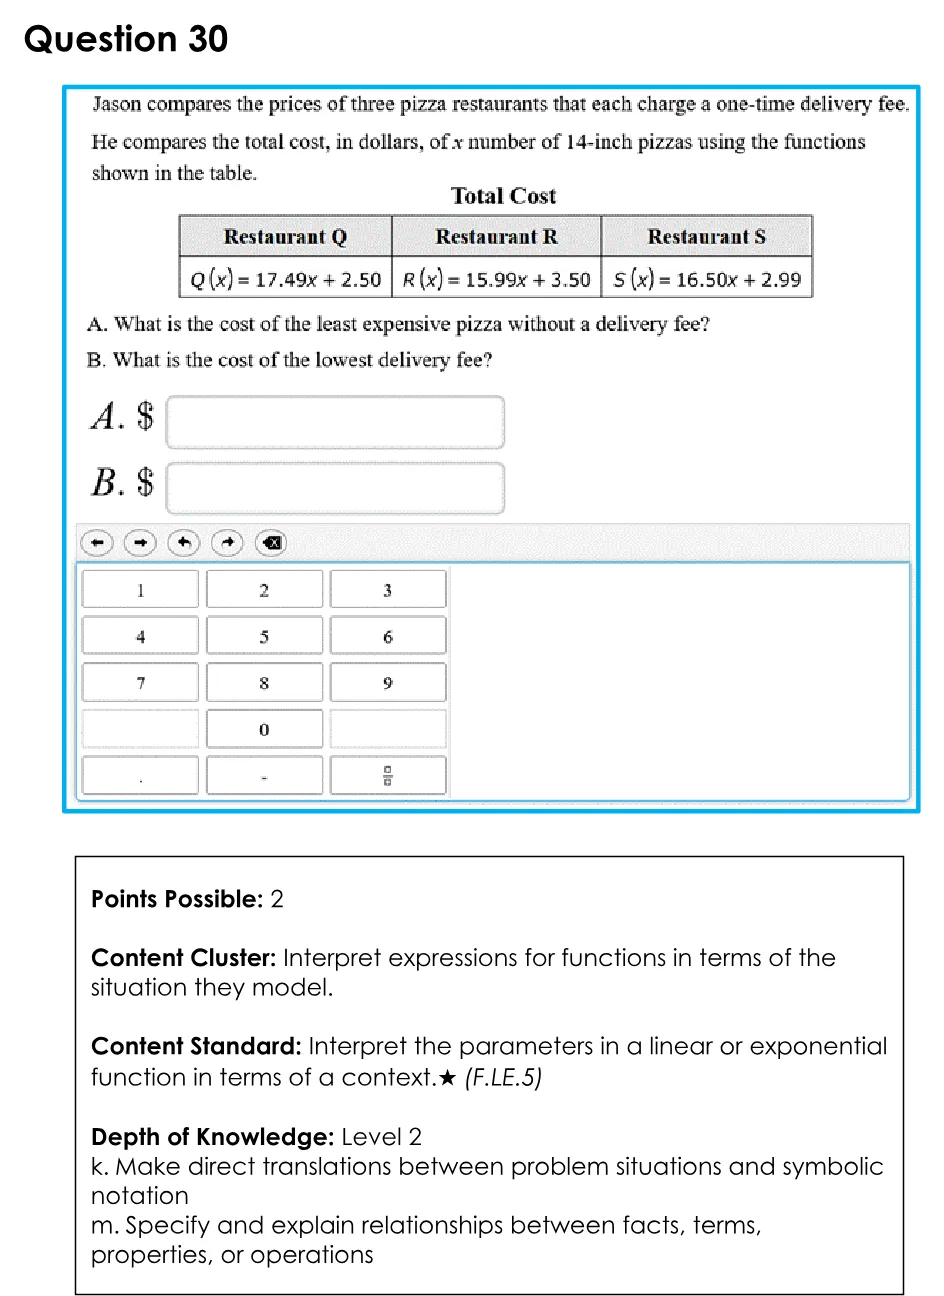 Question 30
Jason compares the prices of three pizza restaurants that each charge a one-time delivery fee.
He compares the total cost, in dollars, of x number of 14-inch pizzas using the functions
shown in the table.
Total Cost
Restaurant Q Restaurant R Restaurant S
Q(x) = 17.49x + 2.50 R(x) = 15.99x + 3.50 S(x) = 16.50x + 2.99
A. What is the cost of the least expensive pizza without a delivery fee?
B. What is the cost of the lowest delivery fee?
A. $
B. $
1 2 3
4 5 6
7 8 9
0
. -
Points Possible: 2
Content Cluster: Interpret expressions for functions in terms of the
situation they model.
Content Standard: Interpret the parameters in a linear or exponential
function in terms of a context.★ (F.LE.5)
Depth of Knowledge: Level 2
k. Make direct translations between problem situations and symbolic
notation
m. Specify and explain relationships between facts, terms,
properties, or operations